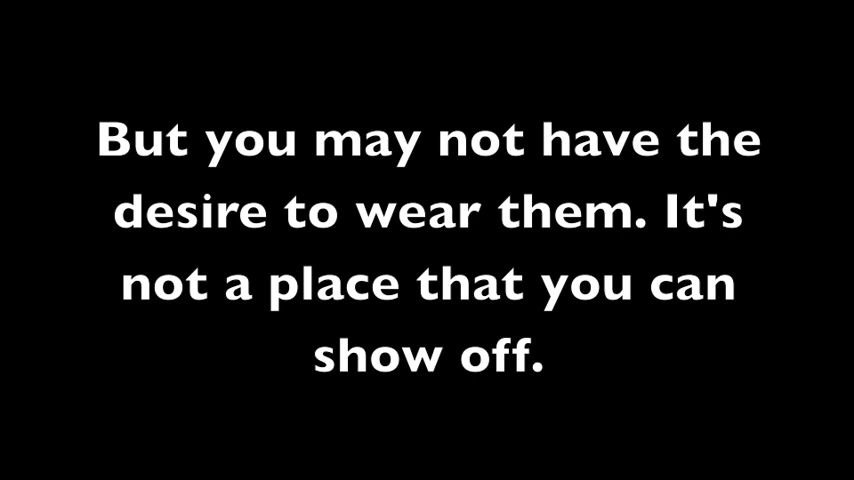 But you may not have the
desire to wear them. It's
not a place that you can
show off.